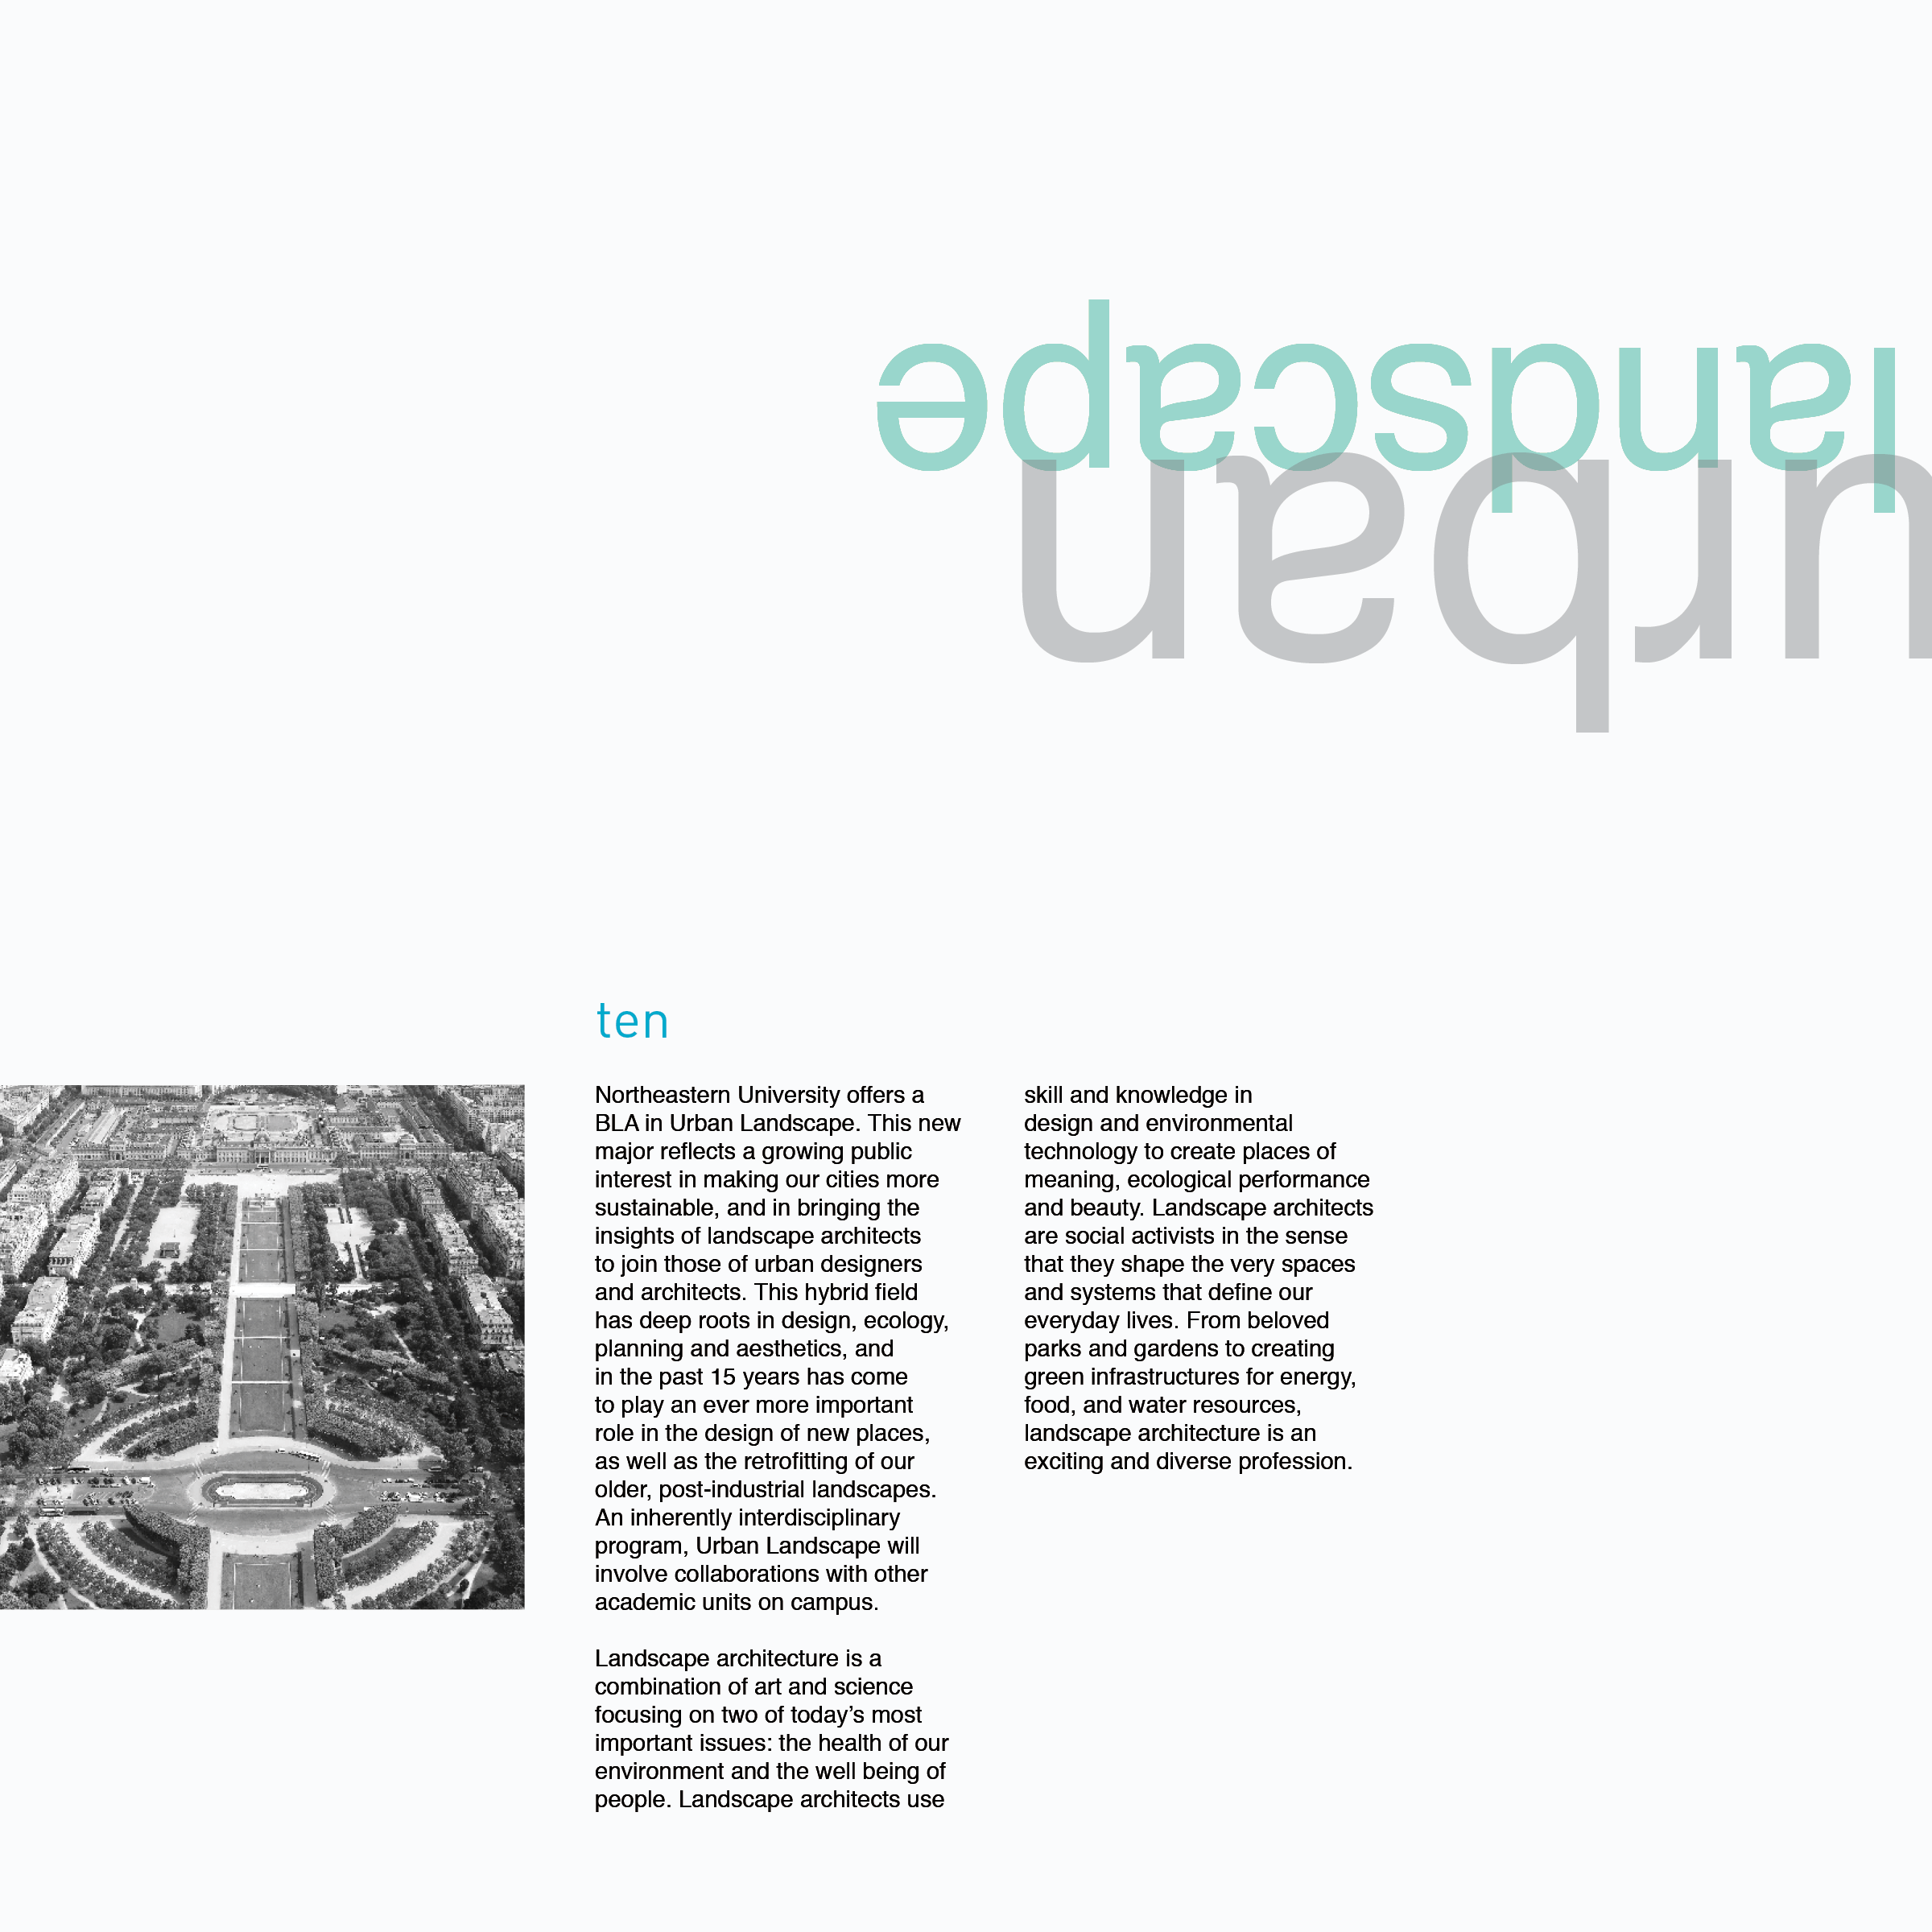 landscape
urban
ten
Northeastern University offers a
BLA in Urban Landscape. This new
major reflects a growing public
interest in making our cities more
sustainable, and in bringing the
insights of landscape architects
to join those of urban designers
and architects. This hybrid field
has deep roots in design, ecology,
planning and aesthetics, and
in the past 15 years has come
to play an ever more important
role in the design of new places,
as well as the retrofitting of our
older, post-industrial landscapes.
An inherently interdisciplinary
program, Urban Landscape will
involve collaborations with other
academic units on campus.
Landscape architecture is a
combination of art and science
focusing on two of today’s most
important issues: the health of our
environment and the well being of
people. Landscape architects use
skill and knowledge in
design and environmental
technology to create places of
meaning, ecological performance
and beauty. Landscape architects
are social activists in the sense
that they shape the very spaces
and systems that define our
everyday lives. From beloved
parks and gardens to creating
green infrastructures for energy,
food, and water resources,
landscape architecture is an
exciting and diverse profession.